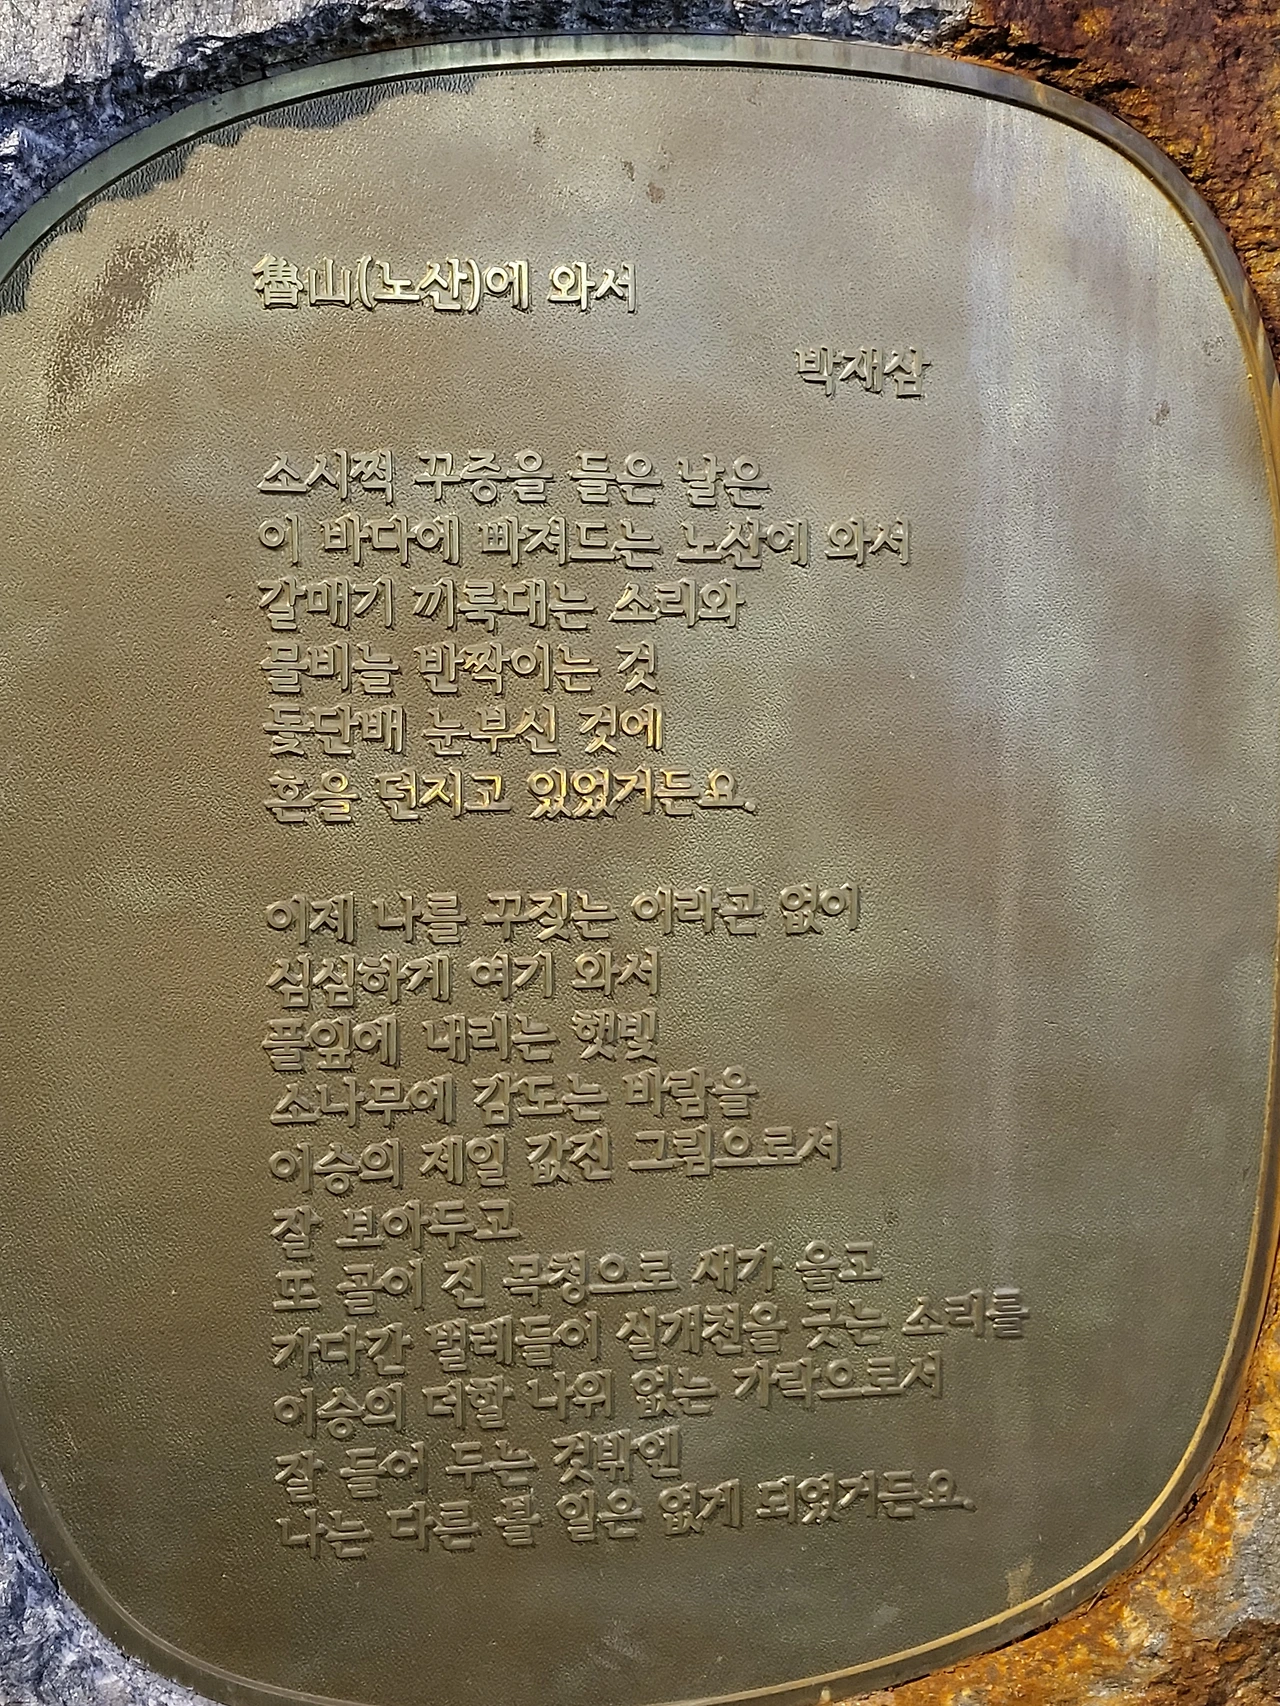 魯山(노산)에 와서
박재삼
소시쩍 꾸중을 들은 날은
이 바다에 빠져드는 노산에 와서
갈매기 끼룩대는 소리와
물비늘 반짝이는 것
돛단배 눈부신 것에
혼을 던지고 있었거든요.
이제 나를 꾸짖는 이라곤 없이
심심하게 여기 와서
풀잎에 내리는 햇빛
소나무에 감도는 바람을
이승의 제일 값진 그림으로서
잘 보아두고
또 골이 진 목청으로 새가 울고
가다간 벌레들이 실개천을 긋는 소리를
이승의 더할 나위 없는 가락으로서
잘 들어 두는 것밖엔
나는 다른 볼 일은 없게 되였거든요.